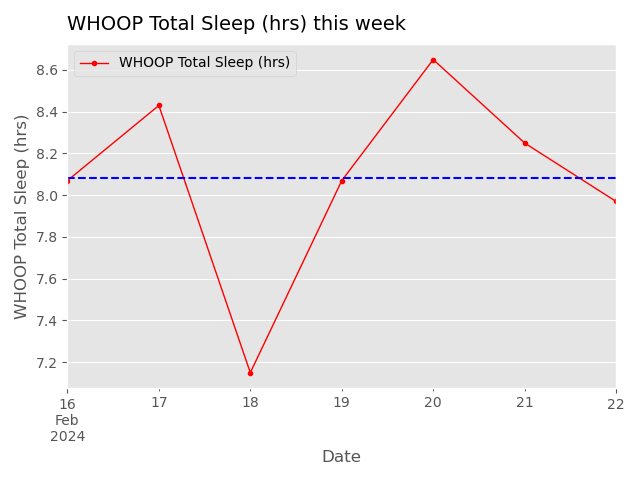 WHOOP Total Sleep (hrs) this week
WHOOP Total Sleep (hrs)
WHOOP Total Sleep (hrs)
8.6
8.4
8.2
8.0
7.8
7.6
7.4
7.2
16 17 18 19 20 21 22
Feb
2024
Date